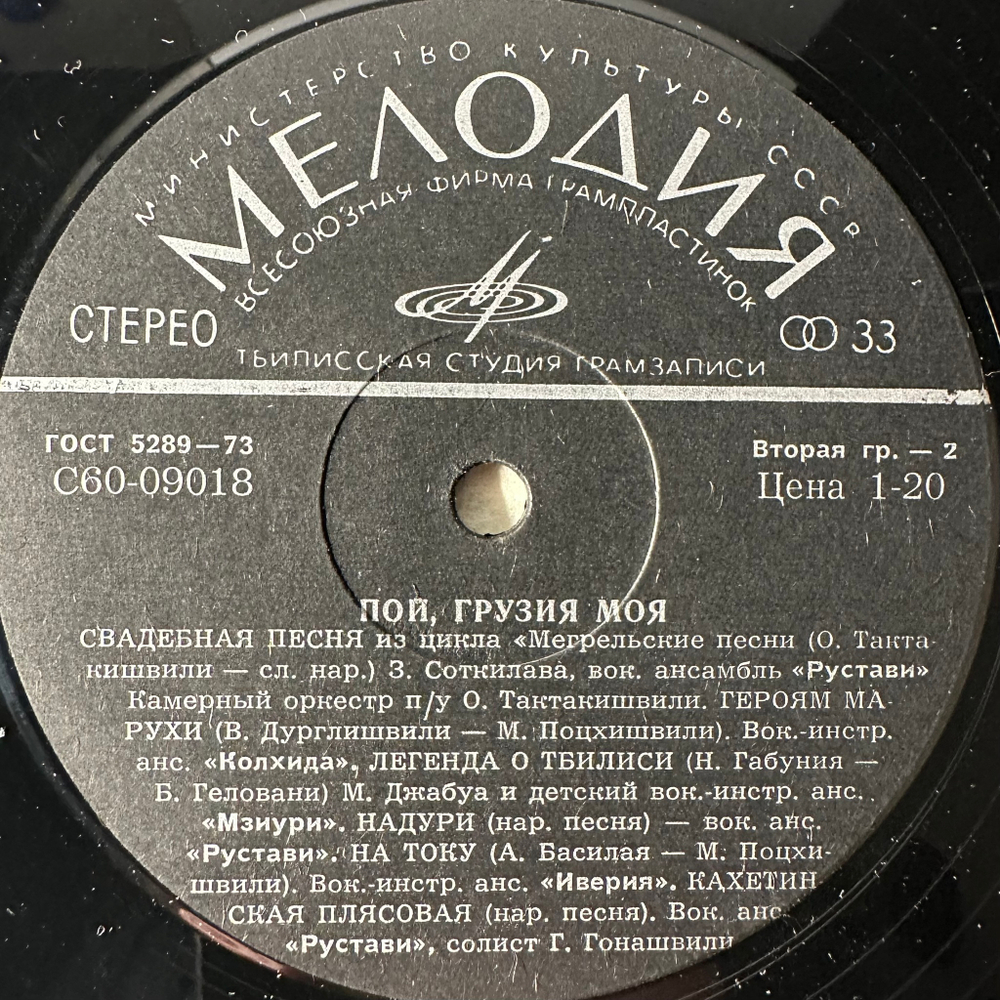 МИНИСТЕРСТВО КУЛЬТУРЫ СССР
МЕЛОДИЯ
ВСЕСОЮЗНАЯ ФИРМА ГРАМПЛАСТИНОК
СТЕРЕО
33
ТБИЛИССКАЯ СТУДИЯ ГРАМЗАПИСИ
ГОСТ 5289—73
Вторая гр. — 2
С60-09018
Цена 1-20
ПОЙ, ГРУЗИЯ МОЯ
СВАДЕБНАЯ ПЕСНЯ из цикла «Мегрельские песни (О. Такта-
кишвили — сл. нар.) З. Соткилава, вок. ансамбль «Рустави»
Камерный оркестр п/у О. Тактакишвили. ГЕРОЯМ МА-
РУХИ (В. Дурглишвили — М. Поцхишвили). Вок.-инстр.
анс. «Колхида», ЛЕГЕНДА О ТБИЛИСИ (Н. Габуния —
Б. Геловани) М. Джабуа и детский вок.-инстр. анс.
«Мзиури». НАДУРИ (нар. песня) — вок. анс.
«Рустави». НА ТОКУ (А. Басилая — М. Поцхи-
швили). Вок.-инстр. анс. «Иверия». КАХЕТИН
СКАЯ ПЛЯСОВАЯ (нар. песня). Вок. анс.
«Рустави», солист Г. Гонашвили